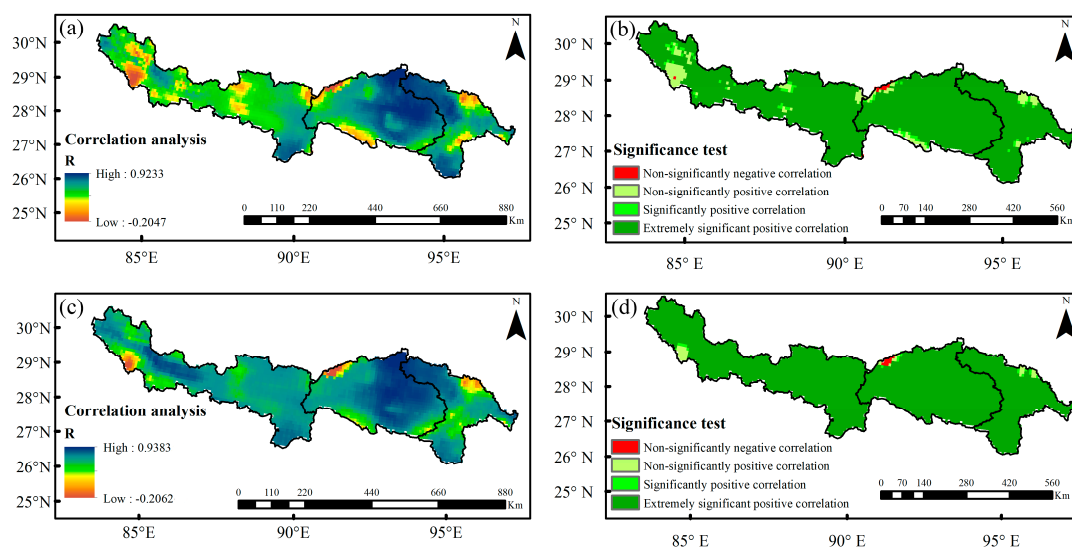 (a)
N
30°N
29°N
28°N
27°N
26°N
25°N
Correlation analysis
R
High : 0.9233
Low : -0.2047
0 110 220 440 660 880
Km
85°E 90°E 95°E
(b)
N
30° N
29° N
28° N
27° N
26° N
25° N
Significance test
Non-significantly negative correlation
Non-significantly positive correlation
Significantly positive correlation
Extremely significant positive correlation
0 70 140 280 420 560
Km
85° E 90° E 95° E
(c)
N
30°N
29°N
28°N
27°N
26°N
25°N
Correlation analysis
R
High : 0.9383
Low : -0.2062
0 110 220 440 660 880
Km
85°E 90°E 95°E
(d)
N
30° N
29° N
28° N
27° N
26° N
25° N
Significance test
Non-significantly negative correlation
Non-significantly positive correlation
Significantly positive correlation
Extremely significant positive correlation
0 70 140 280 420 560
Km
85° E 90° E 95° E